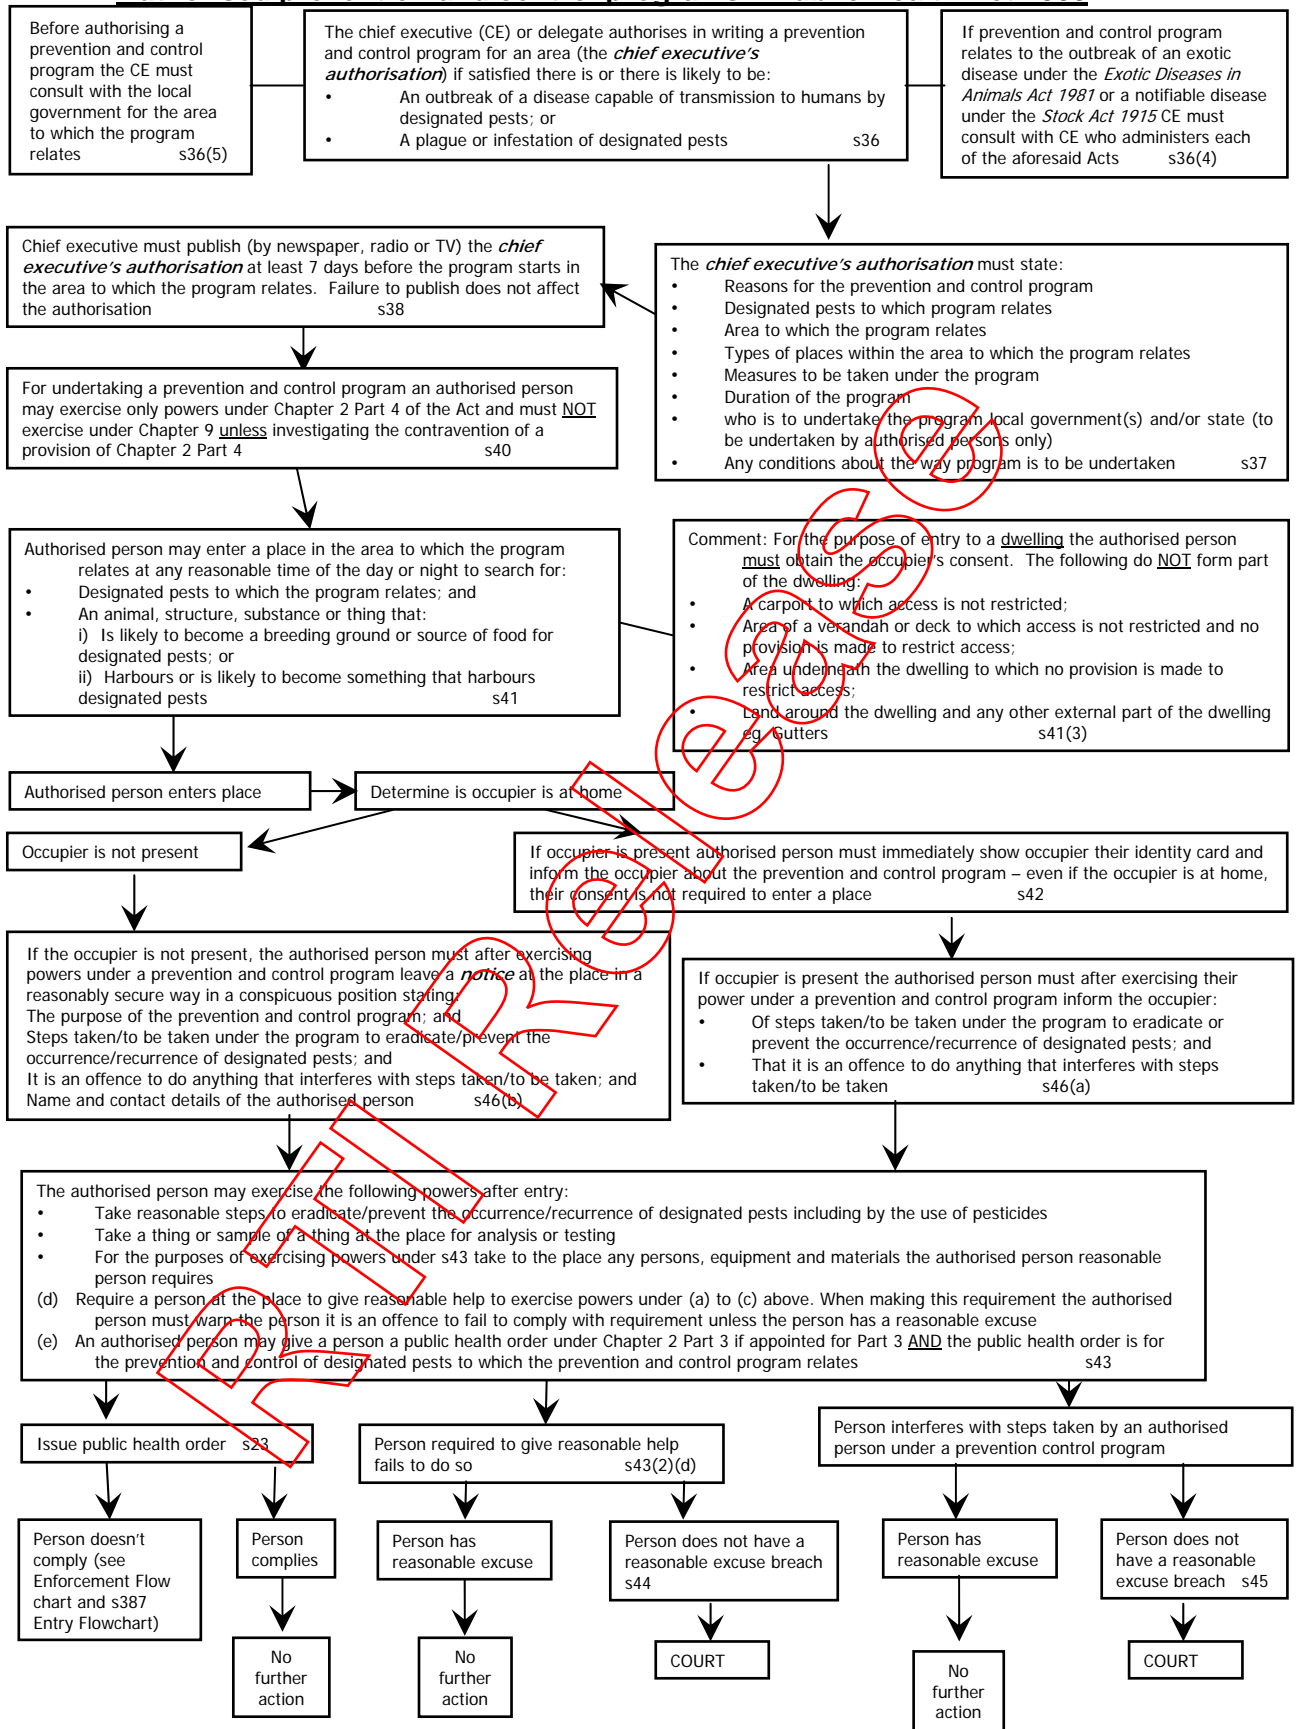 Before authorising a
prevention and control
program the CE must
consult with the local
government for the area
to which the program
relates s36(5)
The chief executive (CE) or delegate authorises in writing a prevention
and control program for an area (the chief executive's
authorisation) if satisfied there is or there is likely to be:
• An outbreak of a disease capable of transmission to humans by
designated pests; or
• A plague or infestation of designated pests s36
If prevention and control program
relates to the outbreak of an exotic
disease under the Exotic Diseases in
Animals Act 1981 or a notifiable disease
under the Stock Act 1915 CE must
consult with CE who administers each
of the aforesaid Acts s36(4)
Chief executive must publish (by newspaper, radio or TV) the chief
executive's authorisation at least 7 days before the program starts in
the area to which the program relates. Failure to publish does not affect
the authorisation s38
The chief executive's authorisation must state:
• Reasons for the prevention and control program
• Designated pests to which program relates
• Area to which the program relates
• Types of places within the area to which the program relates
• Measures to be taken under the program
• Duration of the program
• who is to undertake the program local government(s) and/or state (to
be undertaken by authorised persons only)
• Any conditions about the way program is to be undertaken s37
For undertaking a prevention and control program an authorised person
may exercise only powers under Chapter 2 Part 4 of the Act and must NOT
exercise under Chapter 9 unless investigating the contravention of a
provision of Chapter 2 Part 4 s40
Authorised person may enter a place in the area to which the program
relates at any reasonable time of the day or night to search for:
• Designated pests to which the program relates; and
• An animal, structure, substance or thing that:
i) Is likely to become a breeding ground or source of food for
designated pests; or
ii) Harbours or is likely to become something that harbours
designated pests s41
Comment: For the purpose of entry to a dwelling the authorised person
must obtain the occupier's consent. The following do NOT form part
of the dwelling:
• A carport to which access is not restricted;
• Area of a verandah or deck to which access is not restricted and no
provision is made to restrict access;
• Area underneath the dwelling to which no provision is made to
restrict access;
• Land around the dwelling and any other external part of the dwelling
eg. Gutters s41(3)
Authorised person enters place
Determine is occupier is at home
Occupier is not present
If occupier is present authorised person must immediately show occupier their identity card and
inform the occupier about the prevention and control program – even if the occupier is at home,
their consent is not required to enter a place s42
If the occupier is not present, the authorised person must after exercising
powers under a prevention and control program leave a notice at the place in a
reasonably secure way in a conspicuous position stating:
The purpose of the prevention and control program; and
Steps taken/to be taken under the program to eradicate/prevent the
occurrence/recurrence of designated pests; and
It is an offence to do anything that interferes with steps taken/to be taken; and
Name and contact details of the authorised person s46(b)
If occupier is present the authorised person must after exercising their
power under a prevention and control program inform the occupier:
• Of steps taken/to be taken under the program to eradicate or
prevent the occurrence/recurrence of designated pests; and
• That it is an offence to do anything that interferes with steps
taken/to be taken s46(a)
The authorised person may exercise the following powers after entry:
• Take reasonable steps to eradicate/prevent the occurrence/recurrence of designated pests including by the use of pesticides
• Take a thing or sample of a thing at the place for analysis or testing
• For the purposes of exercising powers under s43 take to the place any persons, equipment and materials the authorised person reasonable
person requires
(d) Require a person at the place to give reasonable help to exercise powers under (a) to (c) above. When making this requirement the authorised
person must warn the person it is an offence to fail to comply with requirement unless the person has a reasonable excuse
(e) An authorised person may give a person a public health order under Chapter 2 Part 3 if appointed for Part 3 AND the public health order is for
the prevention and control of designated pests to which the prevention and control program relates s43
Issue public health order s23
Person required to give reasonable help
fails to do so s43(2)(d)
Person interferes with steps taken by an authorised
person under a prevention control program
Person doesn't
comply (see
Enforcement Flow
chart and s387
Entry Flowchart)
Person
complies
Person has
reasonable excuse
Person does not have a
reasonable excuse breach
s44
Person has
reasonable excuse
Person does not
have a reasonable
excuse breach s45
No
further
action
No
further
action
COURT
No
further
action
COURT
RTI Release